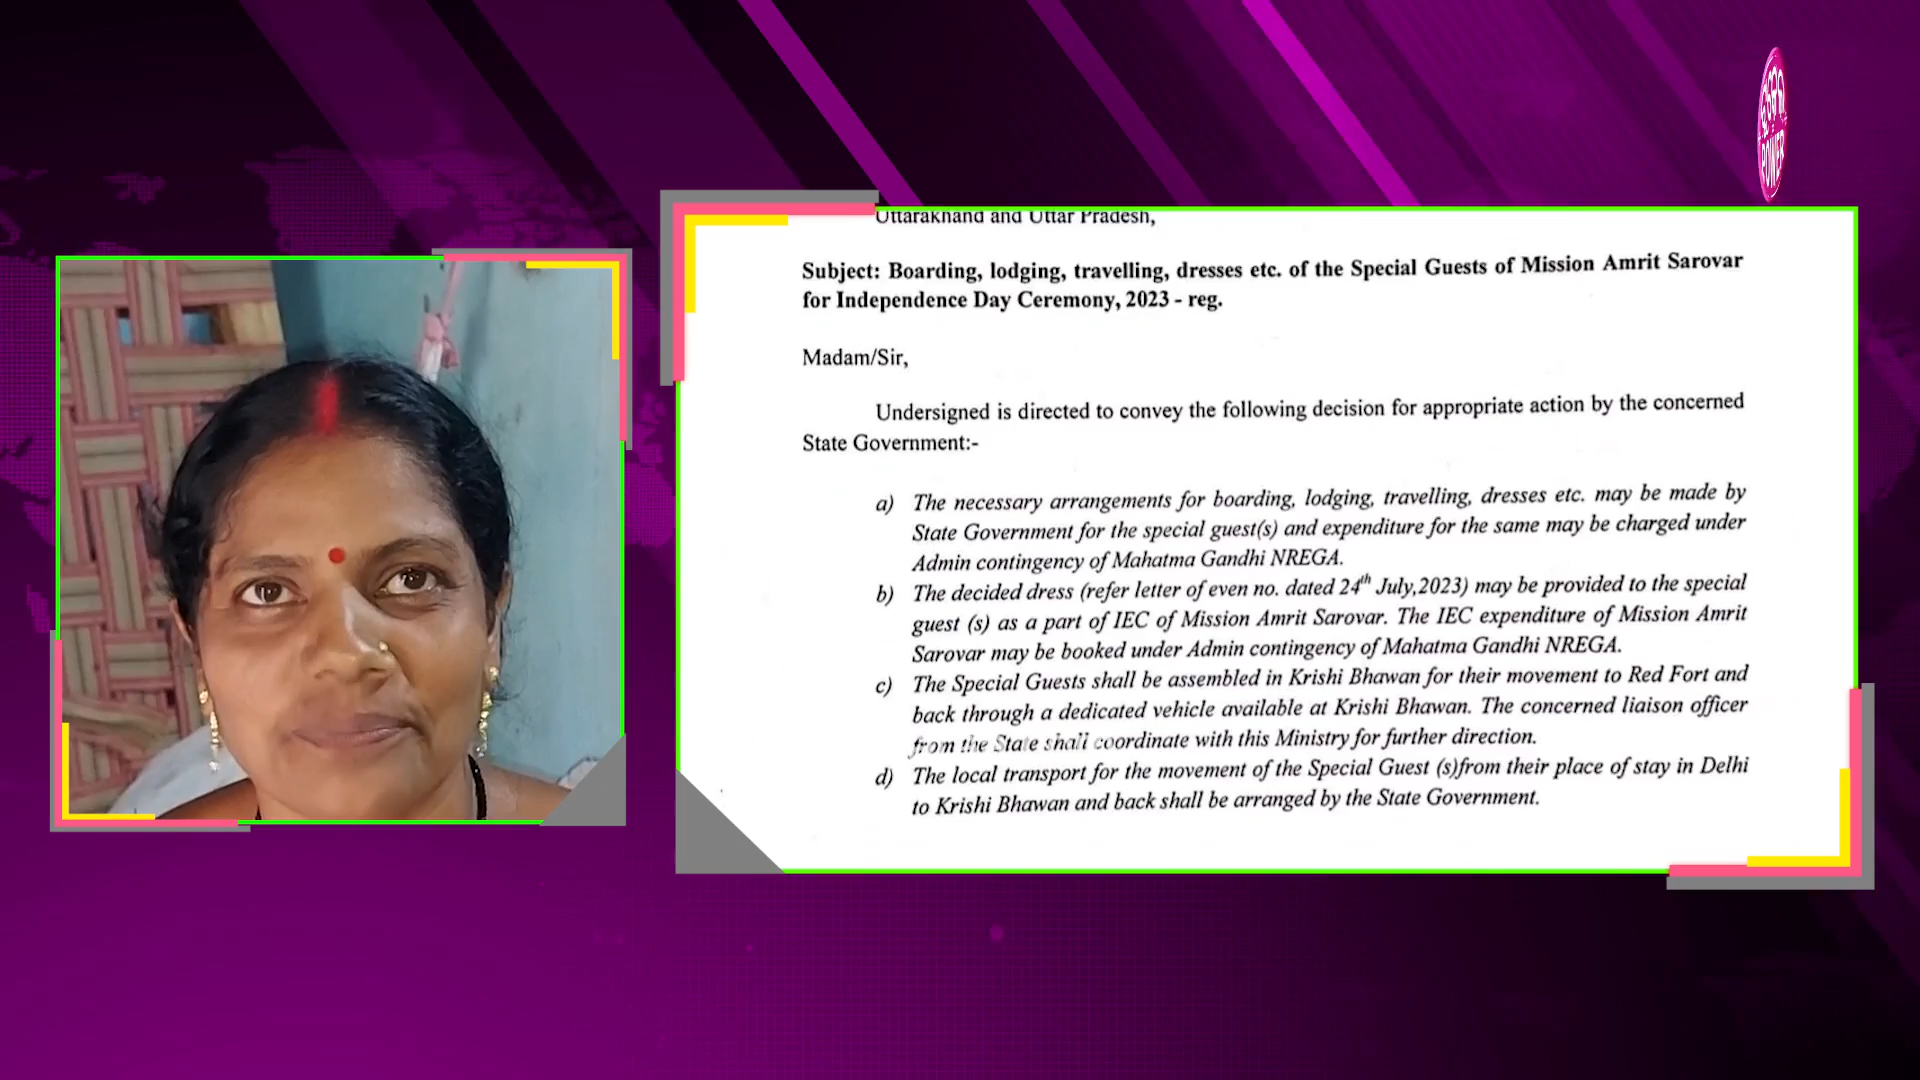 Uttarakhand and Uttar Pradesh,
Subject: Boarding, lodging, travelling, dresses etc. of the Special Guests of Mission Amrit Sarovar
for Independence Day Ceremony, 2023 - reg.
Madam/Sir,
Undersigned is directed to convey the following decision for appropriate action by the concerned
State Government:-
a) The necessary arrangements for boarding, lodging, travelling, dresses etc. may be made by
State Government for the special guest(s) and expenditure for the same may be charged under
Admin contingency of Mahatma Gandhi NREGA.
b) The decided dress (refer letter of even no. dated 24th July,2023) may be provided to the special
guest (s) as a part of IEC of Mission Amrit Sarovar. The IEC expenditure of Mission Amrit
Sarovar may be booked under Admin contingency of Mahatma Gandhi NREGA.
c) The Special Guests shall be assembled in Krishi Bhawan for their movement to Red Fort and
back through a dedicated vehicle available at Krishi Bhawan. The concerned liaison officer
from the State shall coordinate with this Ministry for further direction.
d) The local transport for the movement of the Special Guest (s)from their place of stay in Delhi
to Krishi Bhawan and back shall be arranged by the State Government.
POWER